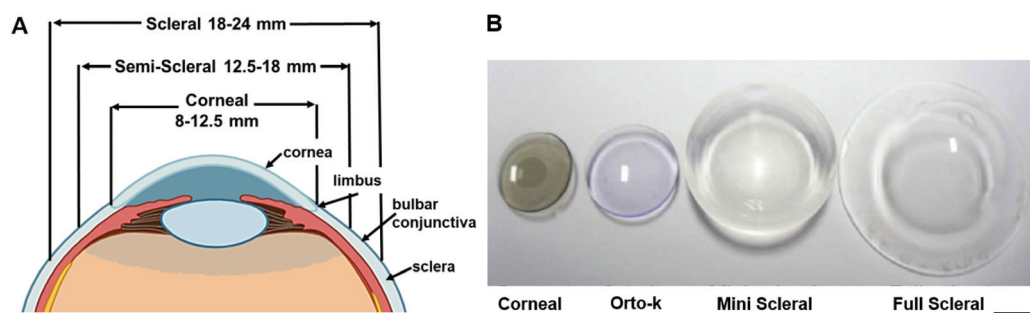 A
Scleral 18-24 mm
Semi-Scleral 12.5-18 mm
Corneal
8-12.5 mm
cornea
limbus
bulbar
conjunctiva
sclera
B
Corneal
Orto-k
Mini Scleral
Full Scleral